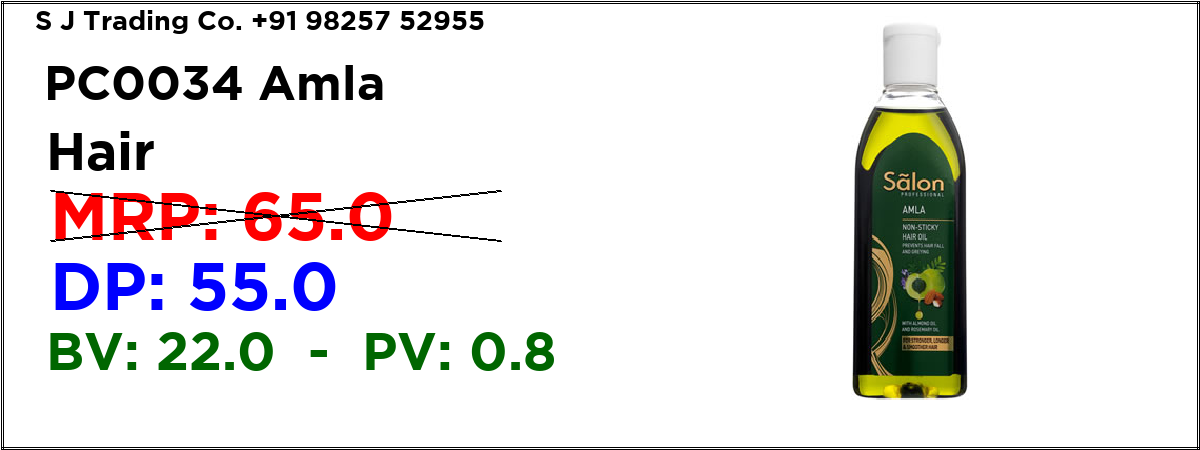 S J Trading Co. +91 98257 52955
PC0034 Amla
Hair
MRP: 65.0
DP: 55.0
BV: 22.0 - PV: 0.8
Sãlon
PROFESSIONAL
AMLA
NON-STICKY
HAIR OIL
PREVENTS HAIR FALL
AND GREYING
WITH ALMOND OIL
AND ROSEMARY OIL
FOR STRONGER, LONGER
& SMOOTHER HAIR